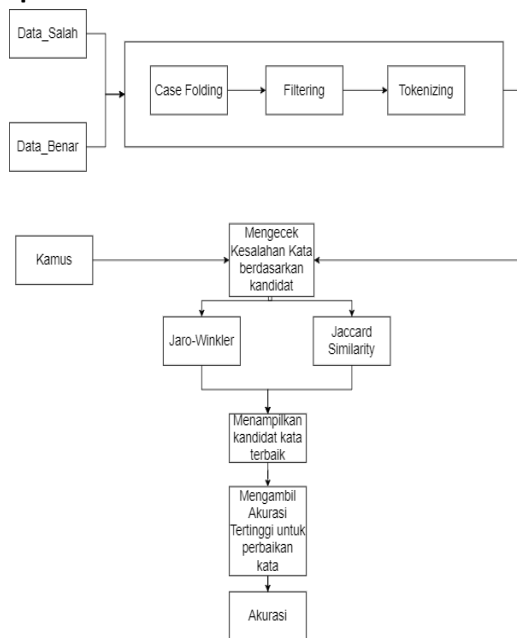 Data_Salah
Case Folding
Filtering
Tokenizing
Data_Benar
Kamus
Mengecek
Kesalahan Kata
berdasarkan
kandidat
Jaro-Winkler
Jaccard
Similarity
Menampilkan
kandidat kata
terbaik
Mengambil
Akurasi
Tertinggi untuk
perbaikan
kata
Akurasi